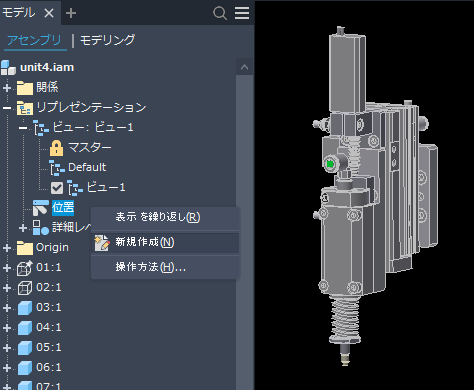 モデル × +
アセンブリ | モデリング
unit4.iam
関係
リプレゼンテーション
ビュー: ビュー1
マスター
Default
ビュー1
位置
表示 を繰り返し(R)
詳細レベ
新規作成(N)
Origin
操作方法(H)...
01:1
02:1
03:1
04:1
05:1
06:1
07:1